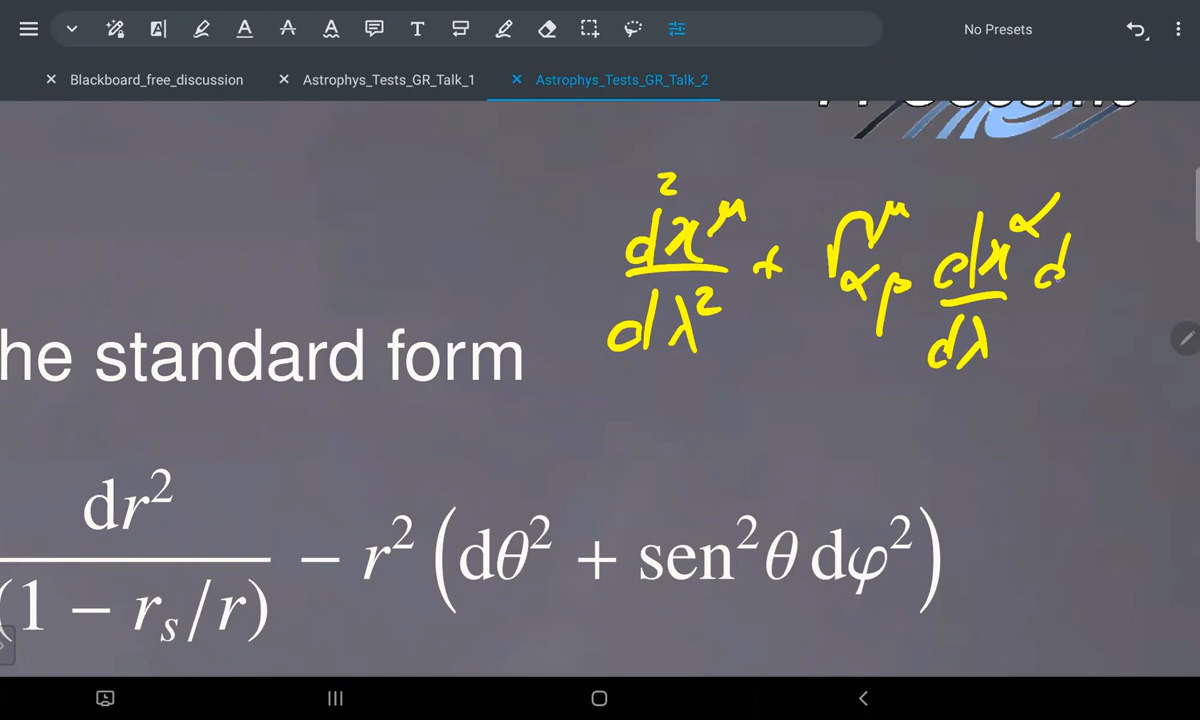 No Presets
Blackboard_free_discussion
Astrophys_Tests_GR_Talk_1
Astrophys_Tests_GR_Talk_2
d²x^μ/dλ² + Γ^μ_αβ dx^α/dλ d
he standard form
dr²/(1 − r_s/r) − r² (dθ² + sen²θ dφ²)